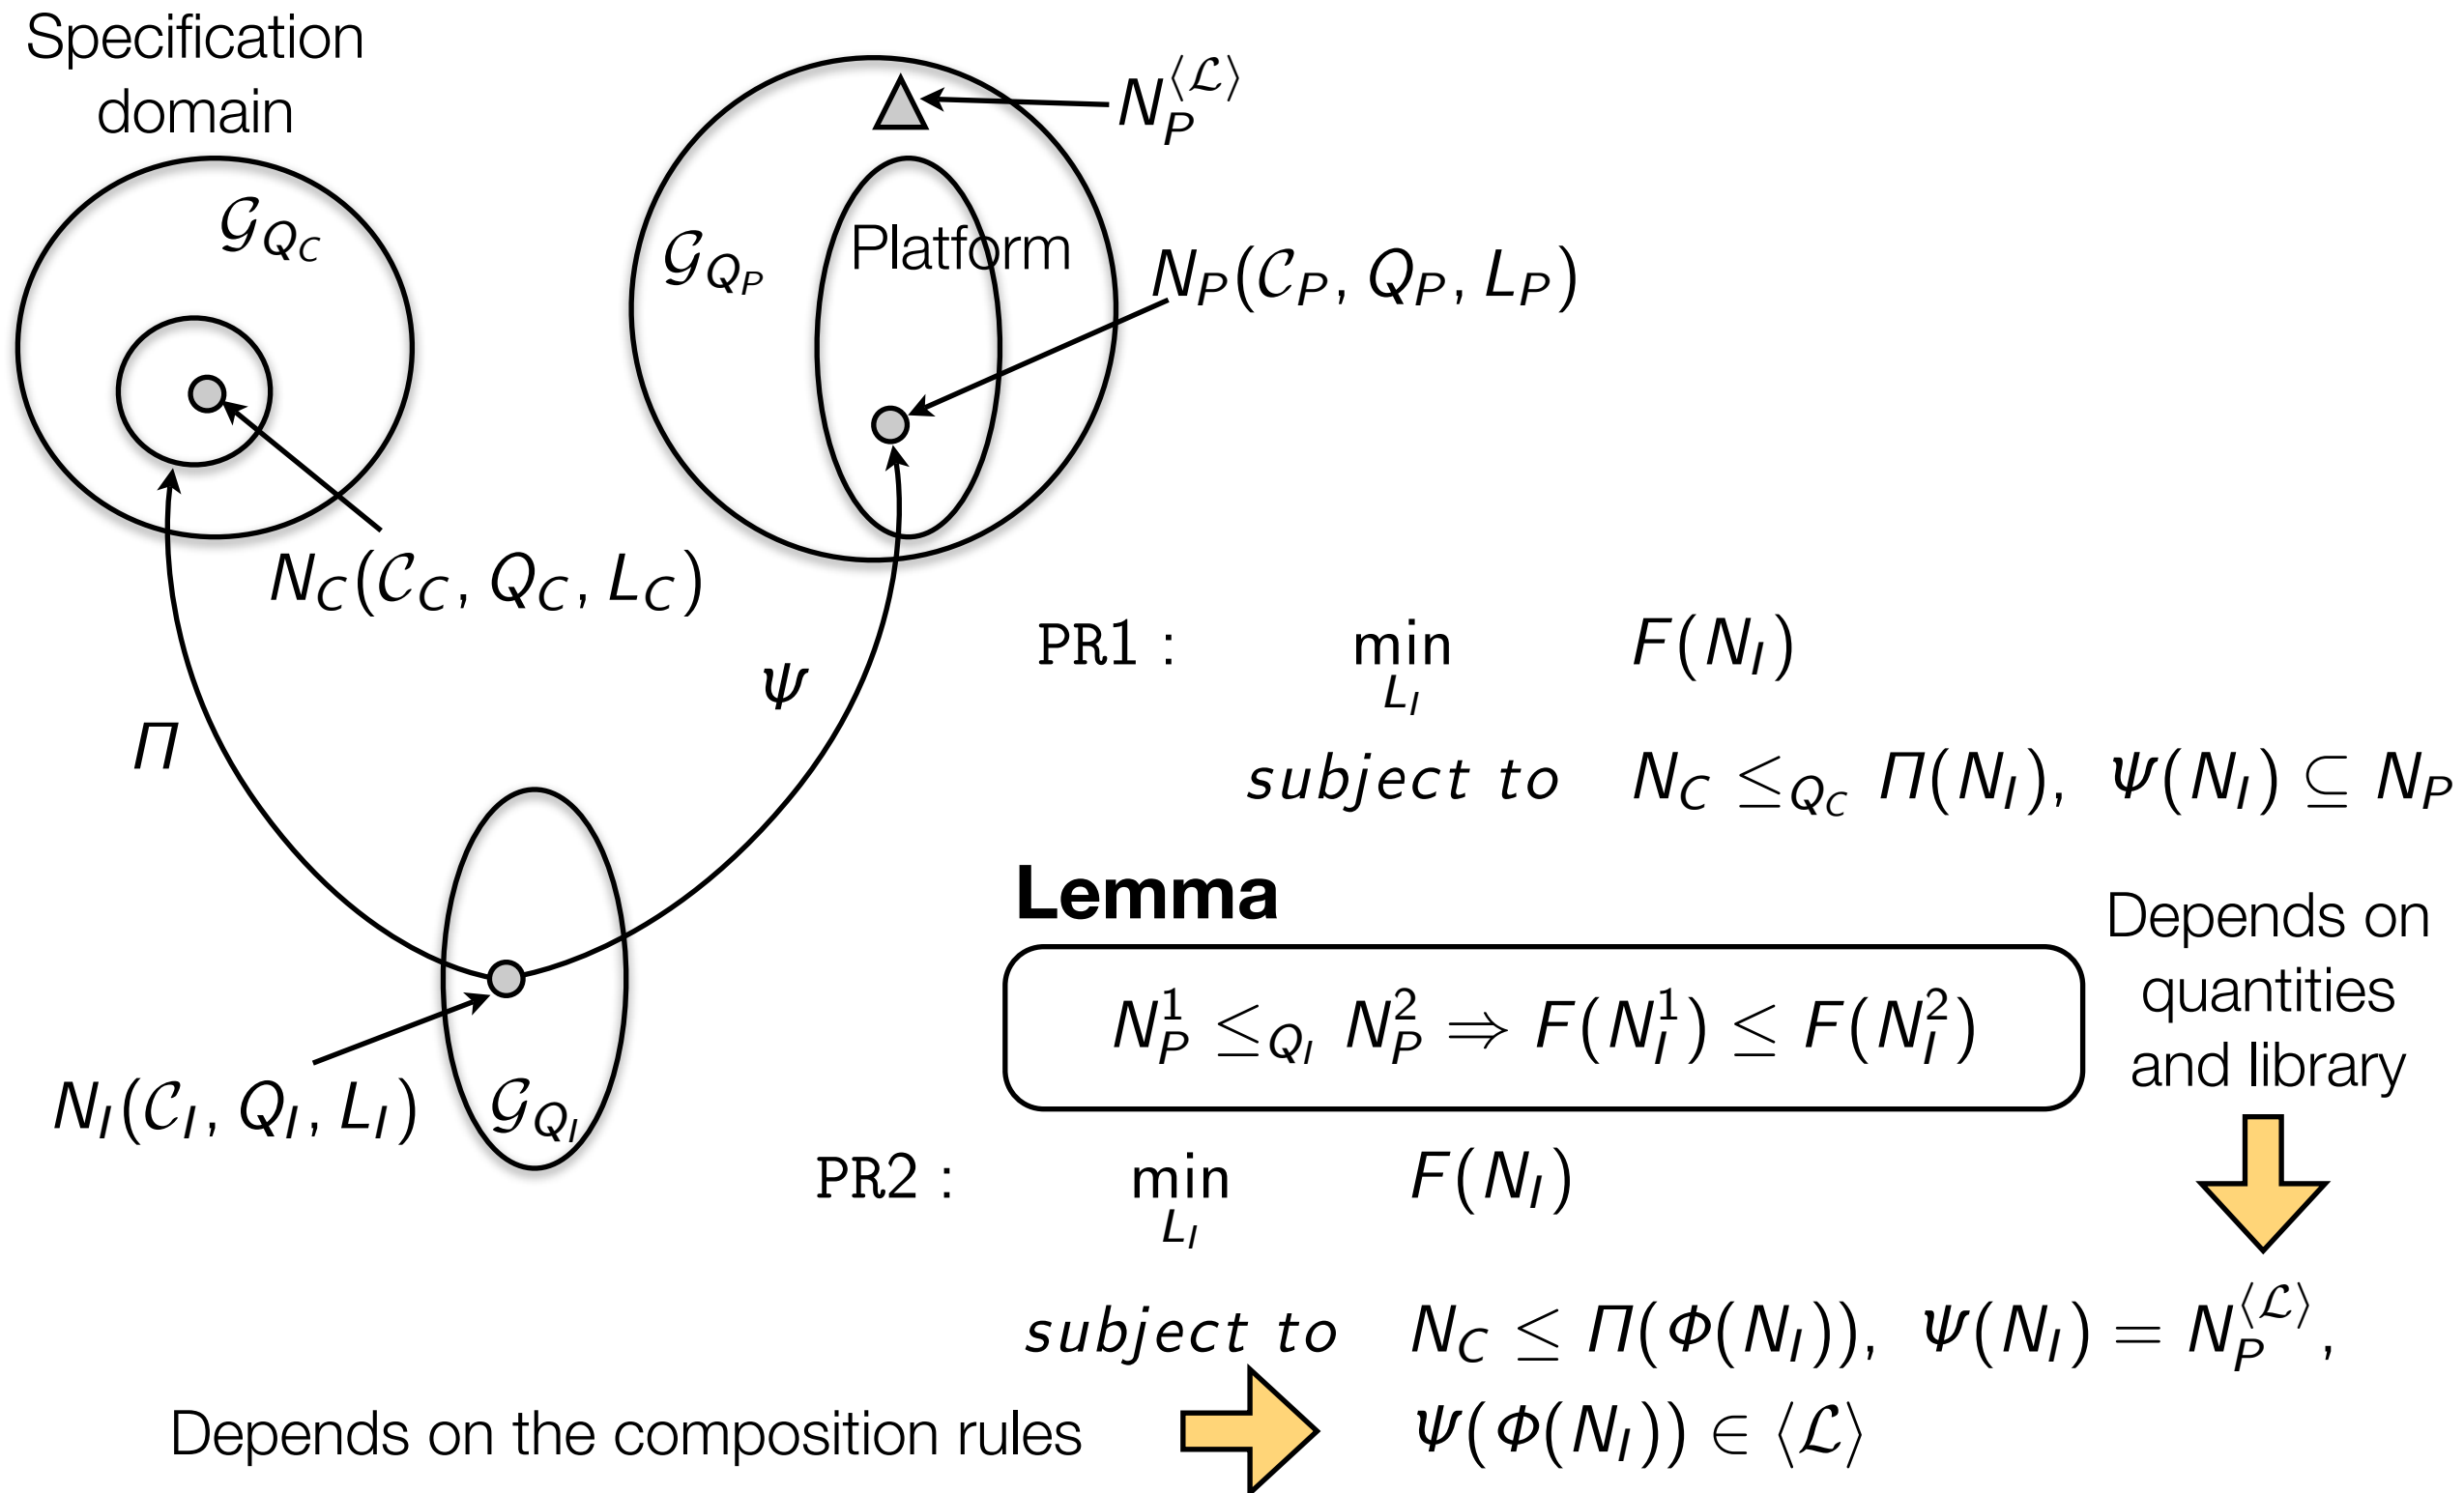 Specification
domain
𝒢_{Q_C}
N_C(𝒞_C, Q_C, L_C)
Π
𝒢_{Q_P}
Platform
N_P^{⟨ℒ⟩}
N_P(𝒞_P, Q_P, L_P)
ψ
N_I(𝒞_I, Q_I, L_I)
𝒢_{Q_I}
PR1 : min_{L_I} F(N_I)
subject to N_C ≤_{Q_C} Π(N_I), ψ(N_I) ⊆ N_P
Lemma
N_P^1 ≤_{Q_I} N_P^2 ⇒ F(N_I^1) ≤ F(N_I^2)
Depends on
quantities
and library
PR2 : min_{L_I} F(N_I)
subject to N_C ≤ Π(Φ(N_I)), ψ(N_I) = N_P^{⟨ℒ⟩},
ψ(Φ(N_I)) ∈ ⟨ℒ⟩
Depends on the composition rules